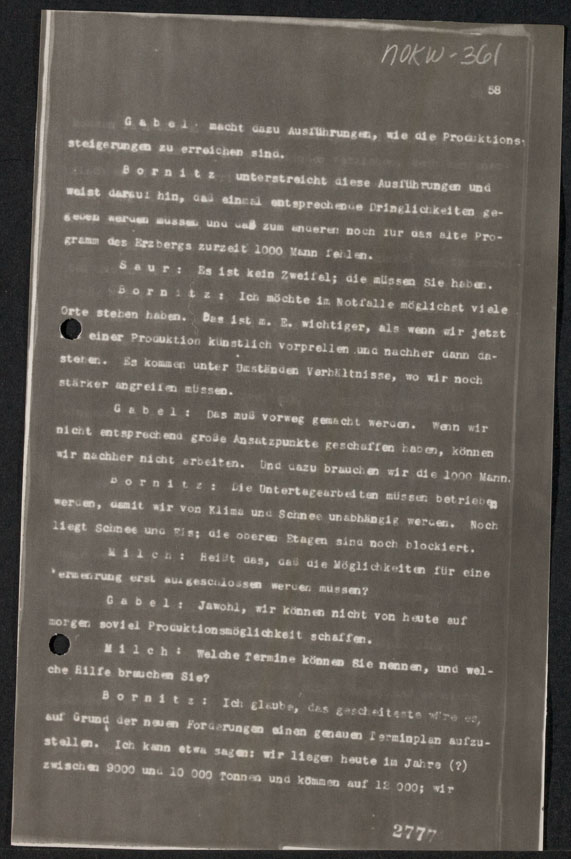 NOKW-361
58
G a b e l macht dazu Ausführungen, wie die Produktions-
steigerungen zu erreichen sind.
B o r n i t z unterstreicht diese Ausführungen und
weist darauf hin, daß einmal entsprechende Dringlichkeiten ge-
geben werden müssen und daß zum anderen noch für das alte Pro-
gramm des Erzbergs zurzeit 1000 Mann fehlen.
S a u r : Es ist kein Zweifel; die müssen Sie haben.
B o r n i t z : Ich möchte im Notfalle möglichst viele
Orte stehen haben. Das ist m. E. wichtiger, als wenn wir jetzt
einer Produktion künstlich vorprellen und nachher dann da-
stehen. Es kommen unter Umständen Verhältnisse, wo wir noch
stärker angreifen müssen.
G a b e l : Das muß vorweg gemacht werden. Wenn wir
nicht entsprechend große Ansatzpunkte geschaffen haben, können
wir nachher nicht arbeiten. Und dazu brauchen wir die 1000 Mann.
B o r n i t z : Die Untertagearbeiten müssen betrieben
werden, damit wir von Klima und Schnee unabhängig werden. Noch
liegt Schnee und Eis; die oberen Etagen sind noch blockiert.
M i l c h : Heißt das, daß die Möglichkeiten für eine
ermehrung erst ausgeschlossen werden müssen?
G a b e l : Jawohl, wir können nicht von heute auf
morgen soviel Produktionsmöglichkeit schaffen.
M i l c h : Welche Termine können Sie nennen, und wel-
che Hilfe brauchen Sie?
B o r n i t z : Ich glaube, das gescheiteste wäre es,
auf Grund der neuen Forderungen einen genauen Terminplan aufzu-
stellen. Ich kann etwa sagen: wir liegen heute im Jahre (?)
zwischen 9000 und 10 000 Tonnen und kommen auf 12 000; wir
2777